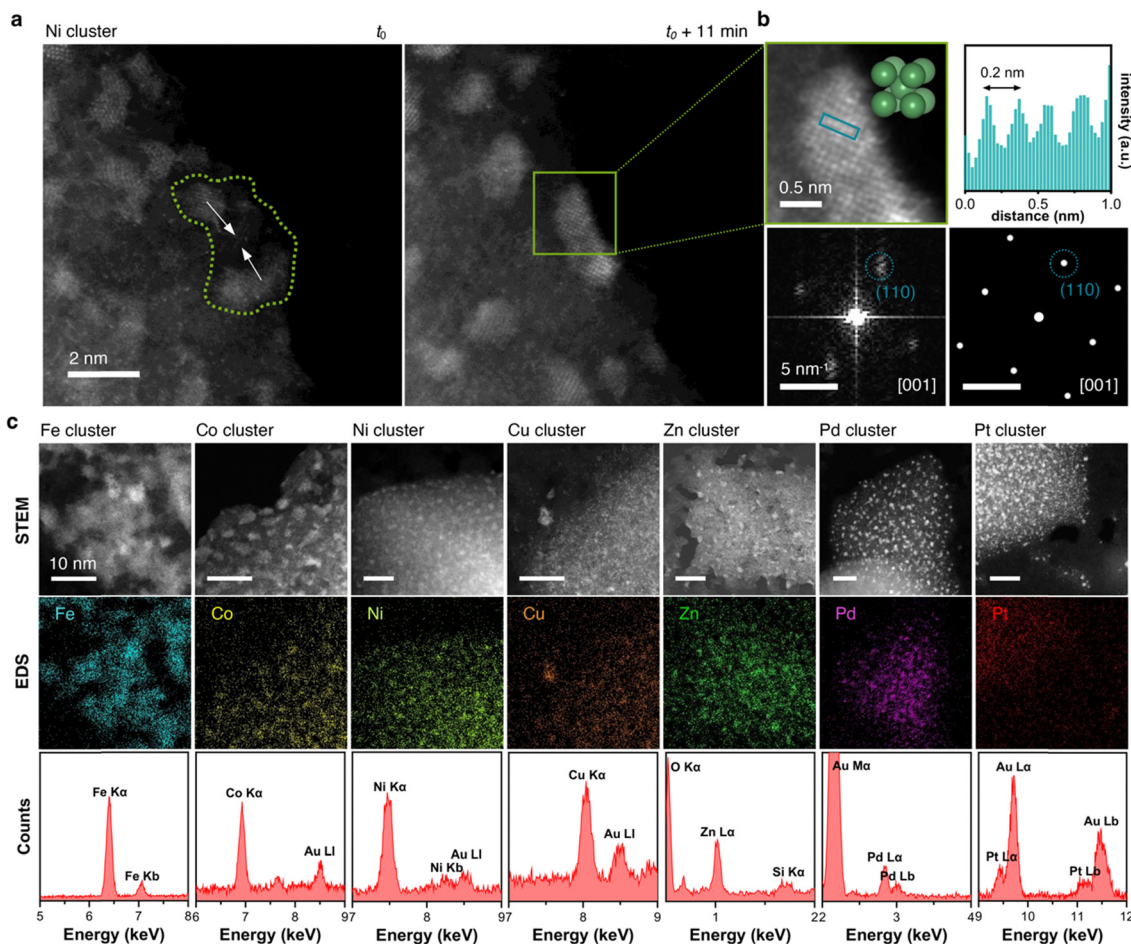 a
Ni cluster
t0
t0 + 11 min
b
2 nm
0.5 nm
0.2 nm
intensity (a.u.)
0.0 0.5 1.0
distance (nm)
(110)
5 nm-1
[001]
(110)
[001]
c
Fe cluster Co cluster Ni cluster Cu cluster Zn cluster Pd cluster Pt cluster
STEM
10 nm
EDS
Fe Co Ni Cu Zn Pd Pt
Counts
Fe Kα
Fe Kb
Co Kα
Au Ll
Ni Kα
Ni Kb
Au Ll
Cu Kα
Au Ll
O Kα
Zn Lα
Si Kα
Au Mα
Pd Lα
Pd Lb
Au Lα
Pt Lα
Au Lb
Pt Lb
5 6 7 8 6 7 8 9 7 8 9 7 8 9 1 2 2 3 4 9 10 11 12
Energy (keV) Energy (keV) Energy (keV) Energy (keV) Energy (keV) Energy (keV) Energy (keV)